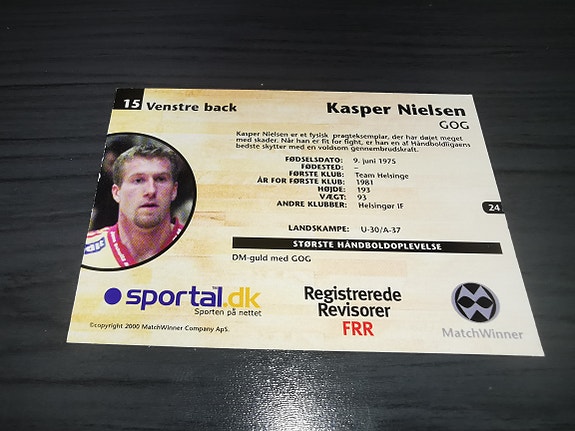 15 Venstre back
Kasper Nielsen
GOG
Kasper Nielsen er et fysisk pragteksemplar, der har døjet meget
med skader. Når han er fit for fight, er han en af Håndboldligaens
bedste skytter med en voldsom gennembrudskraft.
FØDSELSDATO: 9. juni 1975
FØDESTED: –
FØRSTE KLUB: Team Helsinge
ÅR FOR FØRSTE KLUB: 1981
HØJDE: 193
VÆGT: 93
ANDRE KLUBBER: Helsingør IF
24
LANDSKAMPE: U-30/A-37
STØRSTE HÅNDBOLDOPLEVELSE
DM-guld med GOG
sportal.dk
Sporten på nettet
Registrerede
Revisorer
FRR
MatchWinner
©copyright 2000 MatchWinner Company ApS.